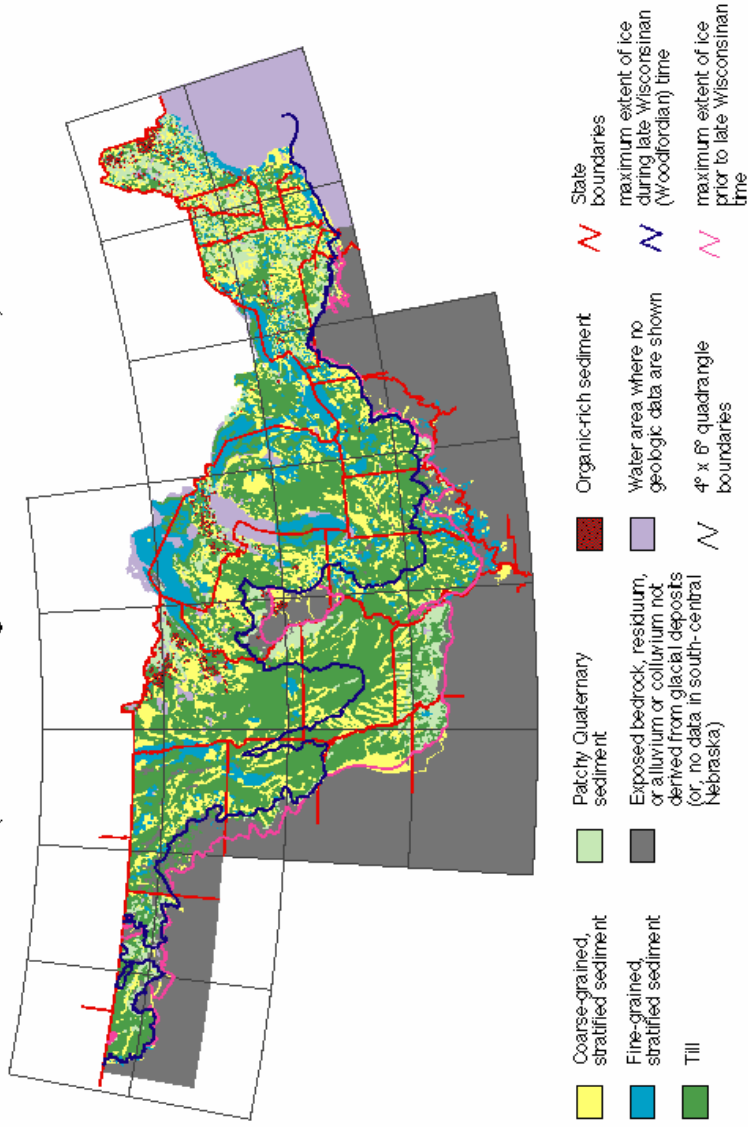 Coarse-grained,
stratified sediment
Fine-grained,
stratified sediment
Till
Patchy Quaternary
sediment
Exposed bedrock, residuum,
or alluvium or colluvium not
derived from glacial deposits
(or, no data in south-central
Nebraska)
Organic-rich sediment
Water area where no
geologic data are shown
4° x 6° quadrangle
boundaries
State
boundaries
maximum extent of ice
during late Wisconsinan
(Woodfordian) time
maximum extent of ice
prior to late Wisconsinan
time